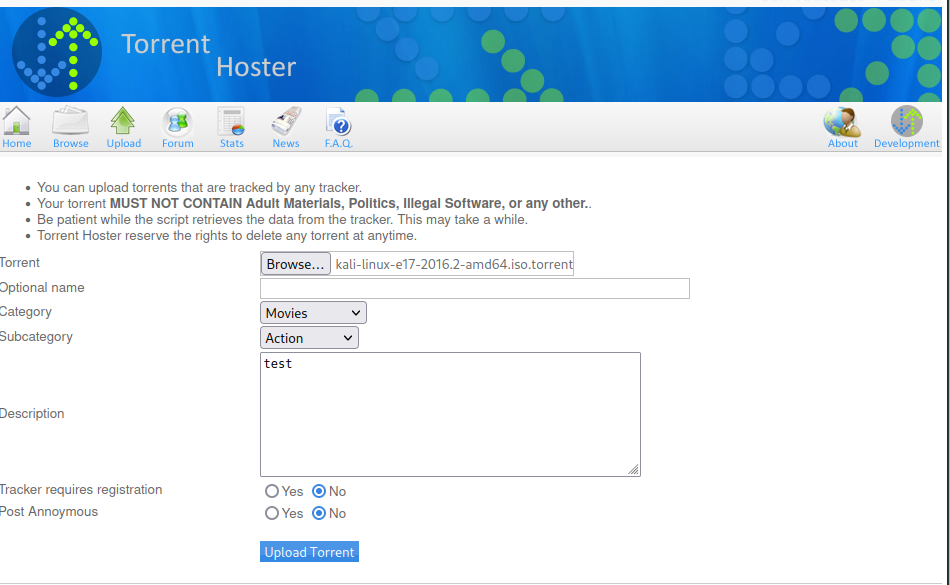 Torrent
Hoster
Home Browse Upload Forum Stats News F.A.Q. About Development
You can upload torrents that are tracked by any tracker.
Your torrent MUST NOT CONTAIN Adult Materials, Politics, Illegal Software, or any other..
Be patient while the script retrieves the data from the tracker. This may take a while.
Torrent Hoster reserve the rights to delete any torrent at anytime.
Torrent Browse... kali-linux-e17-2016.2-amd64.iso.torrent
Optional name
Category Movies
Subcategory Action
test
Description
Tracker requires registration Yes No
Post Annoymous Yes No
Upload Torrent